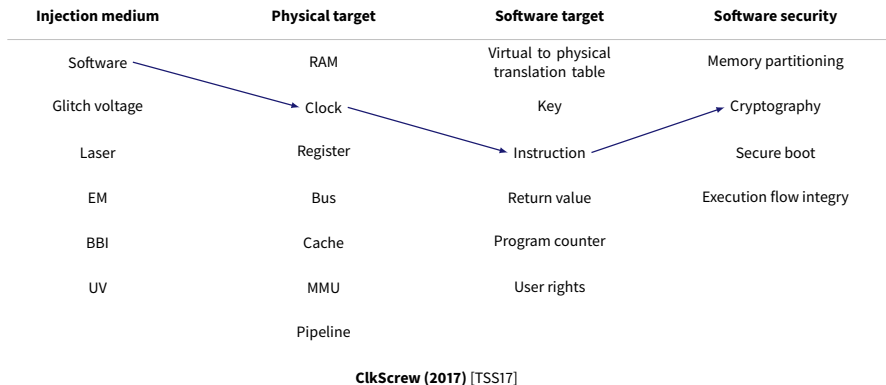 Injection medium Physical target Software target Software security
Software RAM Virtual to physical
translation table Memory partitioning
Glitch voltage Clock Key Cryptography
Laser Register Instruction Secure boot
EM Bus Return value Execution flow integry
BBI Cache Program counter
UV MMU User rights
Pipeline
ClkScrew (2017) [TSS17]